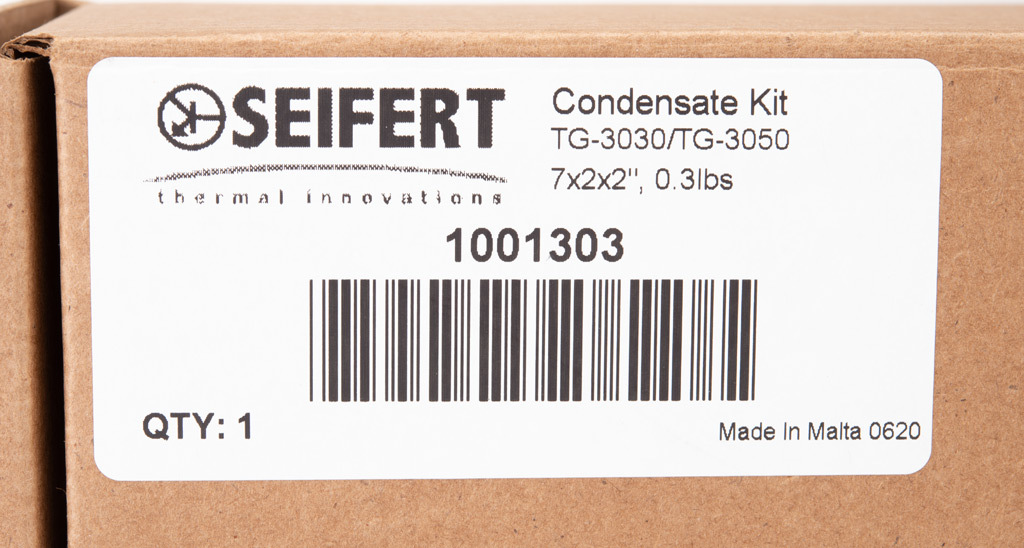 SEIFERT
thermal innovations
Condensate Kit
TG-3030/TG-3050
7x2x2", 0.3lbs
1001303
QTY: 1
Made In Malta 0620